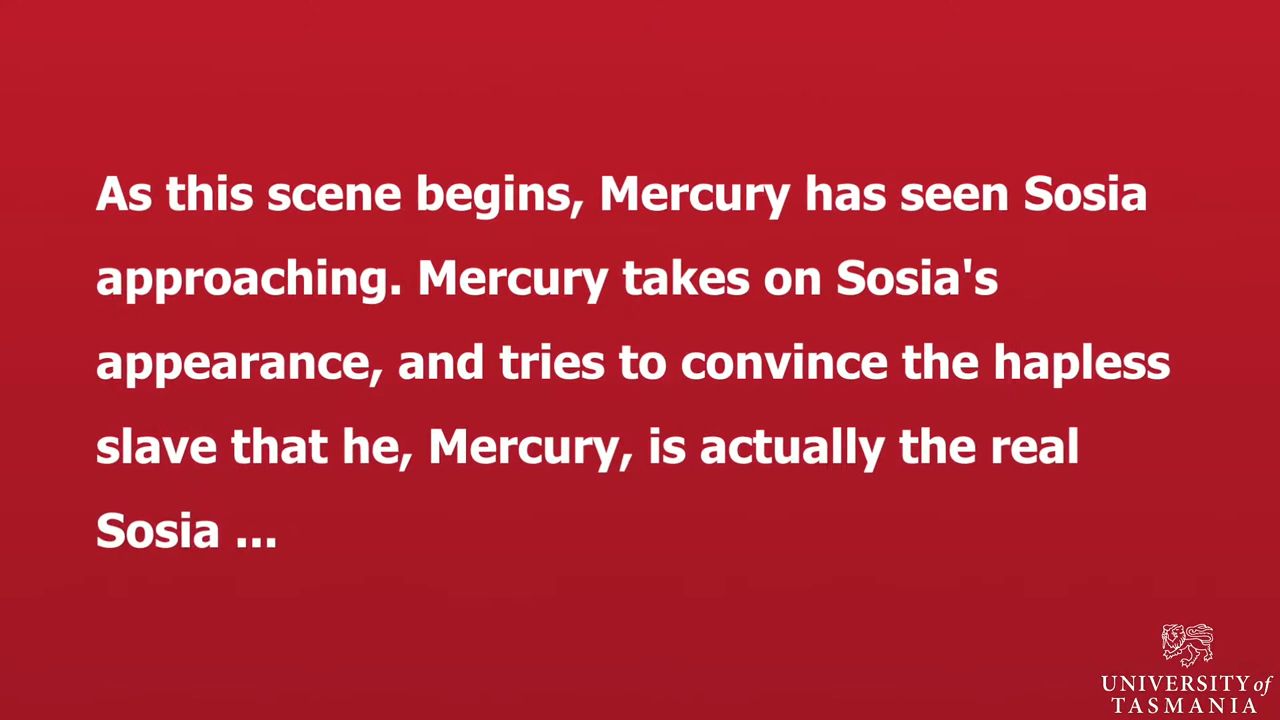 As this scene begins, Mercury has seen Sosia
approaching. Mercury takes on Sosia's
appearance, and tries to convince the hapless
slave that he, Mercury, is actually the real
Sosia ...
UNIVERSITY of
TASMANIA